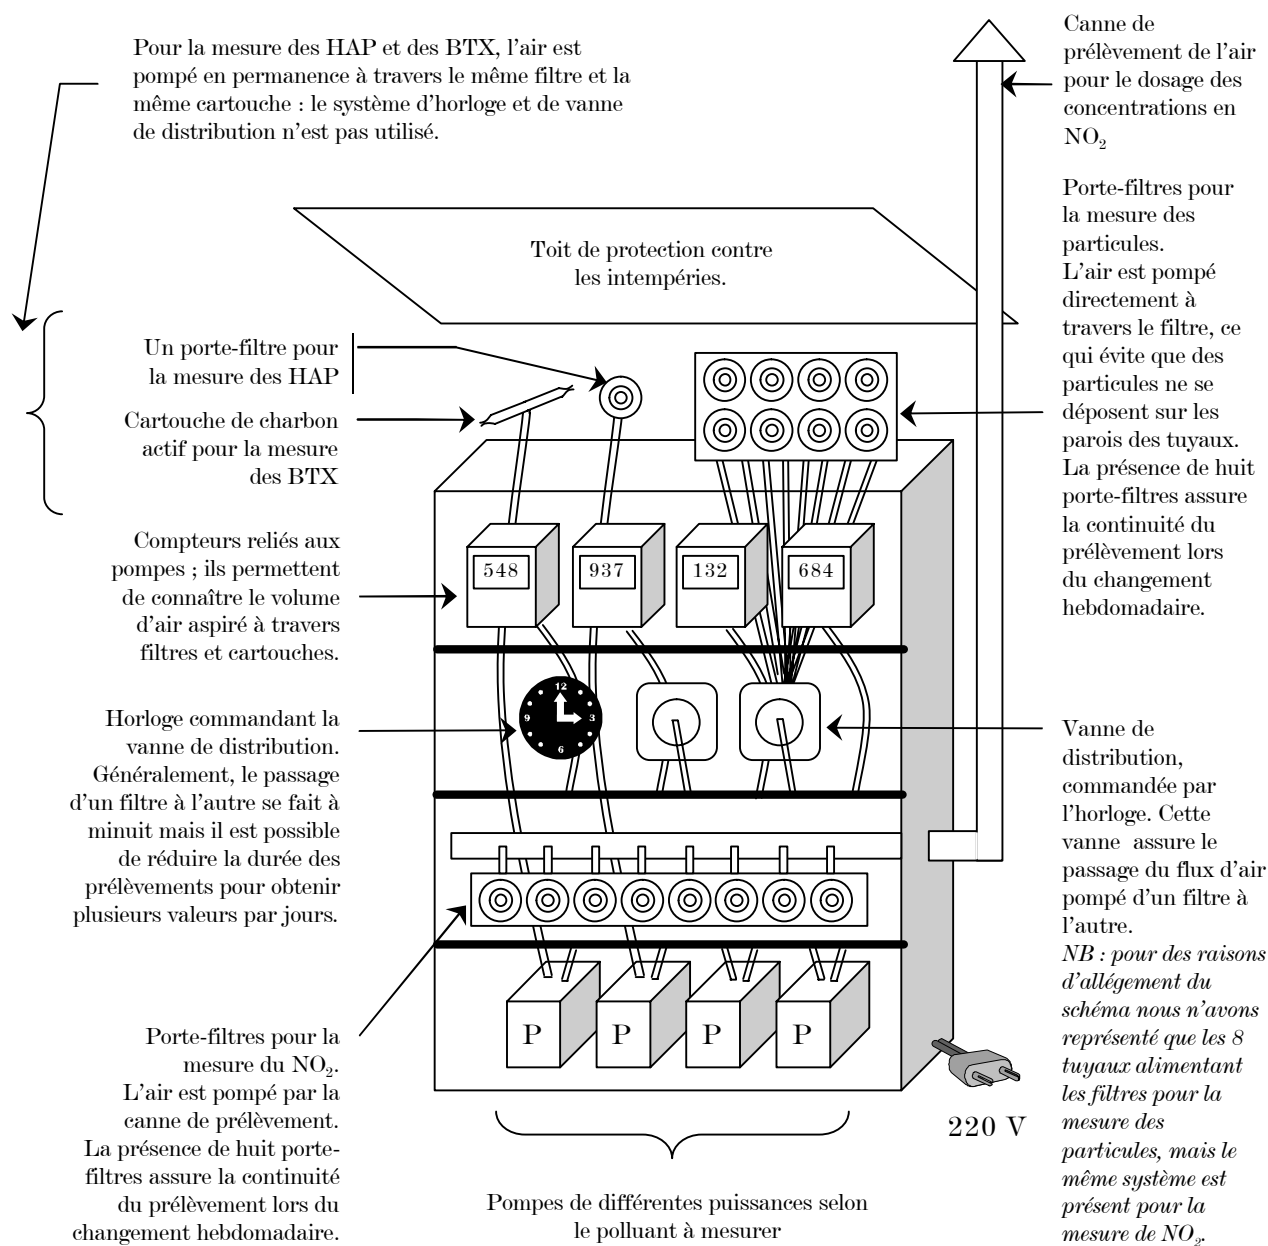 Pour la mesure des HAP et des BTX, l'air est
pompé en permanence à travers le même filtre et la
même cartouche : le système d'horloge et de vanne
de distribution n'est pas utilisé.
Canne de
prélèvement de l'air
pour le dosage des
concentrations en
NO₂
Porte-filtres pour
la mesure des
particules.
L'air est pompé
directement à
travers le filtre, ce
qui évite que des
particules ne se
déposent sur les
parois des tuyaux.
La présence de huit
porte-filtres assure
la continuité du
prélèvement lors
du changement
hebdomadaire.
Toit de protection contre
les intempéries.
Un porte-filtre pour
la mesure des HAP
Cartouche de charbon
actif pour la mesure
des BTX
Compteurs reliés aux
pompes ; ils permettent
de connaître le volume
d'air aspiré à travers
filtres et cartouches.
548
937
132
684
Horloge commandant la
vanne de distribution.
Généralement, le passage
d'un filtre à l'autre se fait à
minuit mais il est possible
de réduire la durée des
prélèvements pour obtenir
plusieurs valeurs par jours.
12
9
3
6
Vanne de
distribution,
commandée par
l'horloge. Cette
vanne assure le
passage du flux d'air
pompé d'un filtre à
l'autre.
NB : pour des raisons
d'allégement du
schéma nous n'avons
représenté que les 8
tuyaux alimentant
les filtres pour la
mesure des
particules, mais le
même système est
présent pour la
mesure de NO₂.
Porte-filtres pour la
mesure du NO₂.
L'air est pompé par la
canne de prélèvement.
La présence de huit porte-
filtres assure la continuité
du prélèvement lors du
changement hebdomadaire.
P
P
P
P
220 V
Pompes de différentes puissances selon
le polluant à mesurer